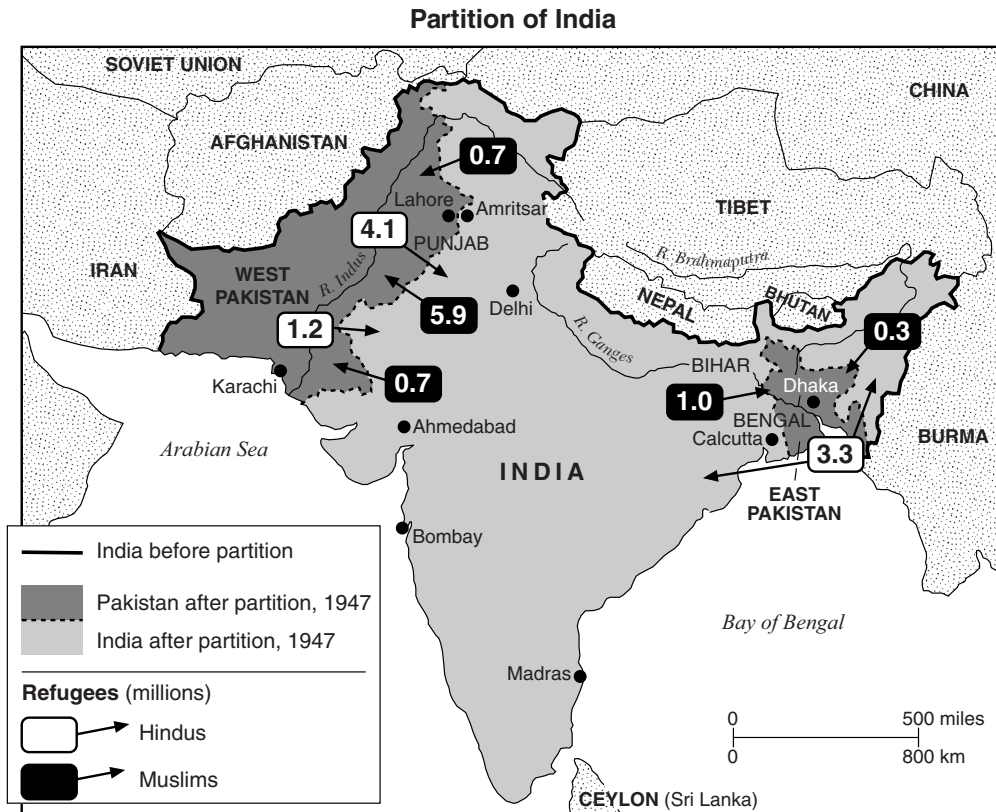 Partition of India
SOVIET UNION
CHINA
AFGHANISTAN
0.7
Lahore
Amritsar
TIBET
4.1
PUNJAB
IRAN
WEST
PAKISTAN
R. Indus
R. Brahmaputra
5.9
Delhi
NEPAL
BHUTAN
1.2
R. Ganges
0.3
BIHAR
Karachi
0.7
Dhaka
1.0
BENGAL
Calcutta
Ahmedabad
BURMA
Arabian Sea
INDIA
3.3
EAST
PAKISTAN
Bombay
India before partition
Pakistan after partition, 1947
India after partition, 1947
Bay of Bengal
Madras
Refugees (millions)
Hindus
Muslims
0 500 miles
0 800 km
CEYLON (Sri Lanka)